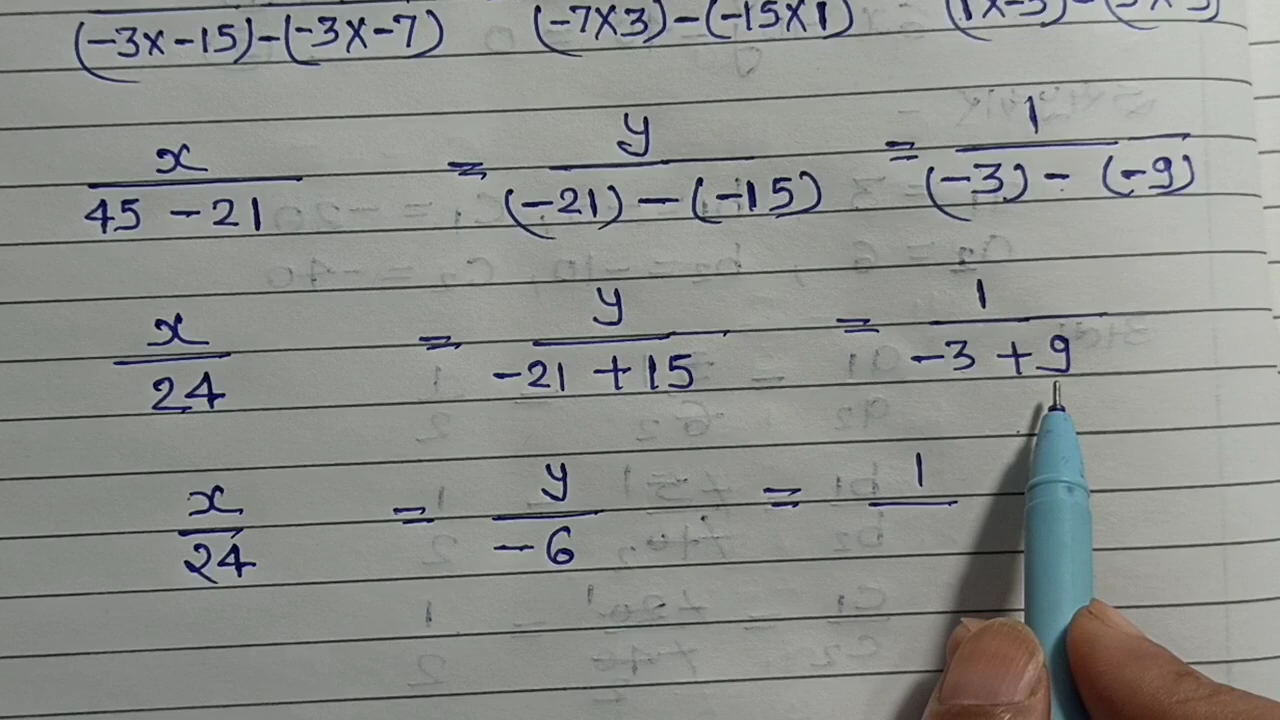 (-3x-15)-(-3x-7) (-7x3)-(-15x1)
x = y = 1
45 -21 (-21)-(-15) (-3)- (-9)
x = y = 1
24 -21 +15 -3 +9
x = y = 1
24 -6